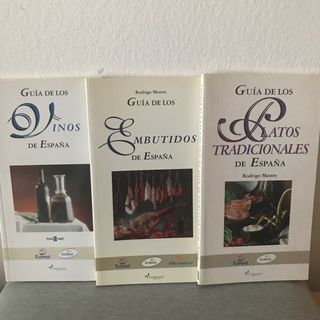 GUÍA DE LOS
VINOS
DE ESPAÑA
Rodrigo Mestre
GUÍA DE LOS
EMBUTIDOS
DE ESPAÑA
GUÍA DE LOS
PLATOS
TRADICIONALES
DE ESPAÑA
Rodrigo Mestre